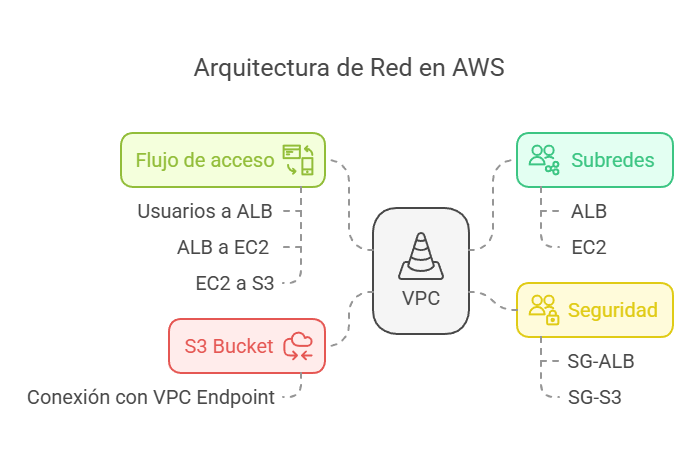 Arquitectura de Red en AWS
Flujo de acceso
Usuarios a ALB
ALB a EC2
EC2 a S3
S3 Bucket
Conexión con VPC Endpoint
VPC
Subredes
ALB
EC2
Seguridad
SG-ALB
SG-S3